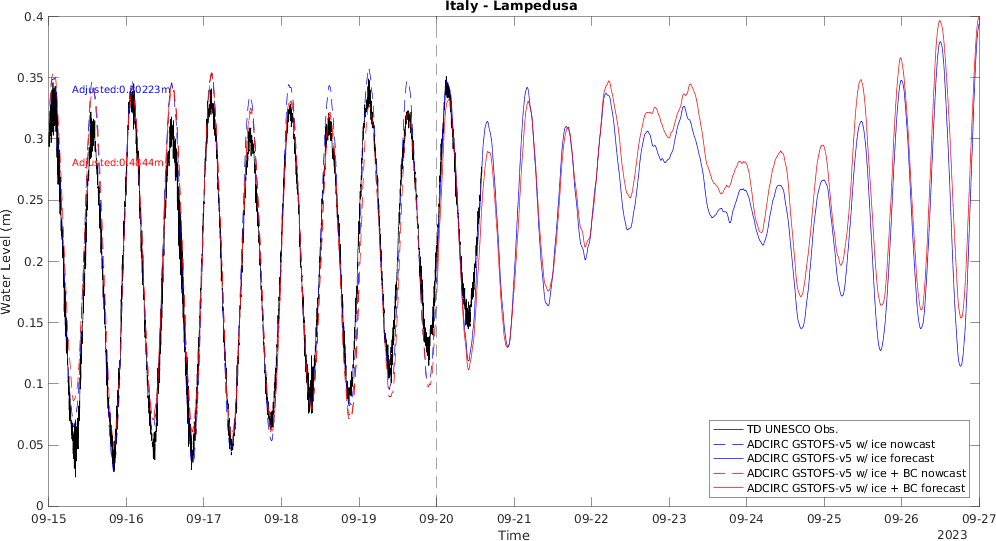 Italy - Lampedusa
Water Level (m)
0.4
0.35
0.3
0.25
0.2
0.15
0.1
0.05
0
Adjusted:0.30223m
Adjusted:0.4844m
TD UNESCO Obs.
ADCIRC GSTOFS-v5 w/ ice nowcast
ADCIRC GSTOFS-v5 w/ ice forecast
ADCIRC GSTOFS-v5 w/ ice + BC nowcast
ADCIRC GSTOFS-v5 w/ ice + BC forecast
09-15 09-16 09-17 09-18 09-19 09-20 09-21 09-22 09-23 09-24 09-25 09-26 09-27
Time
2023